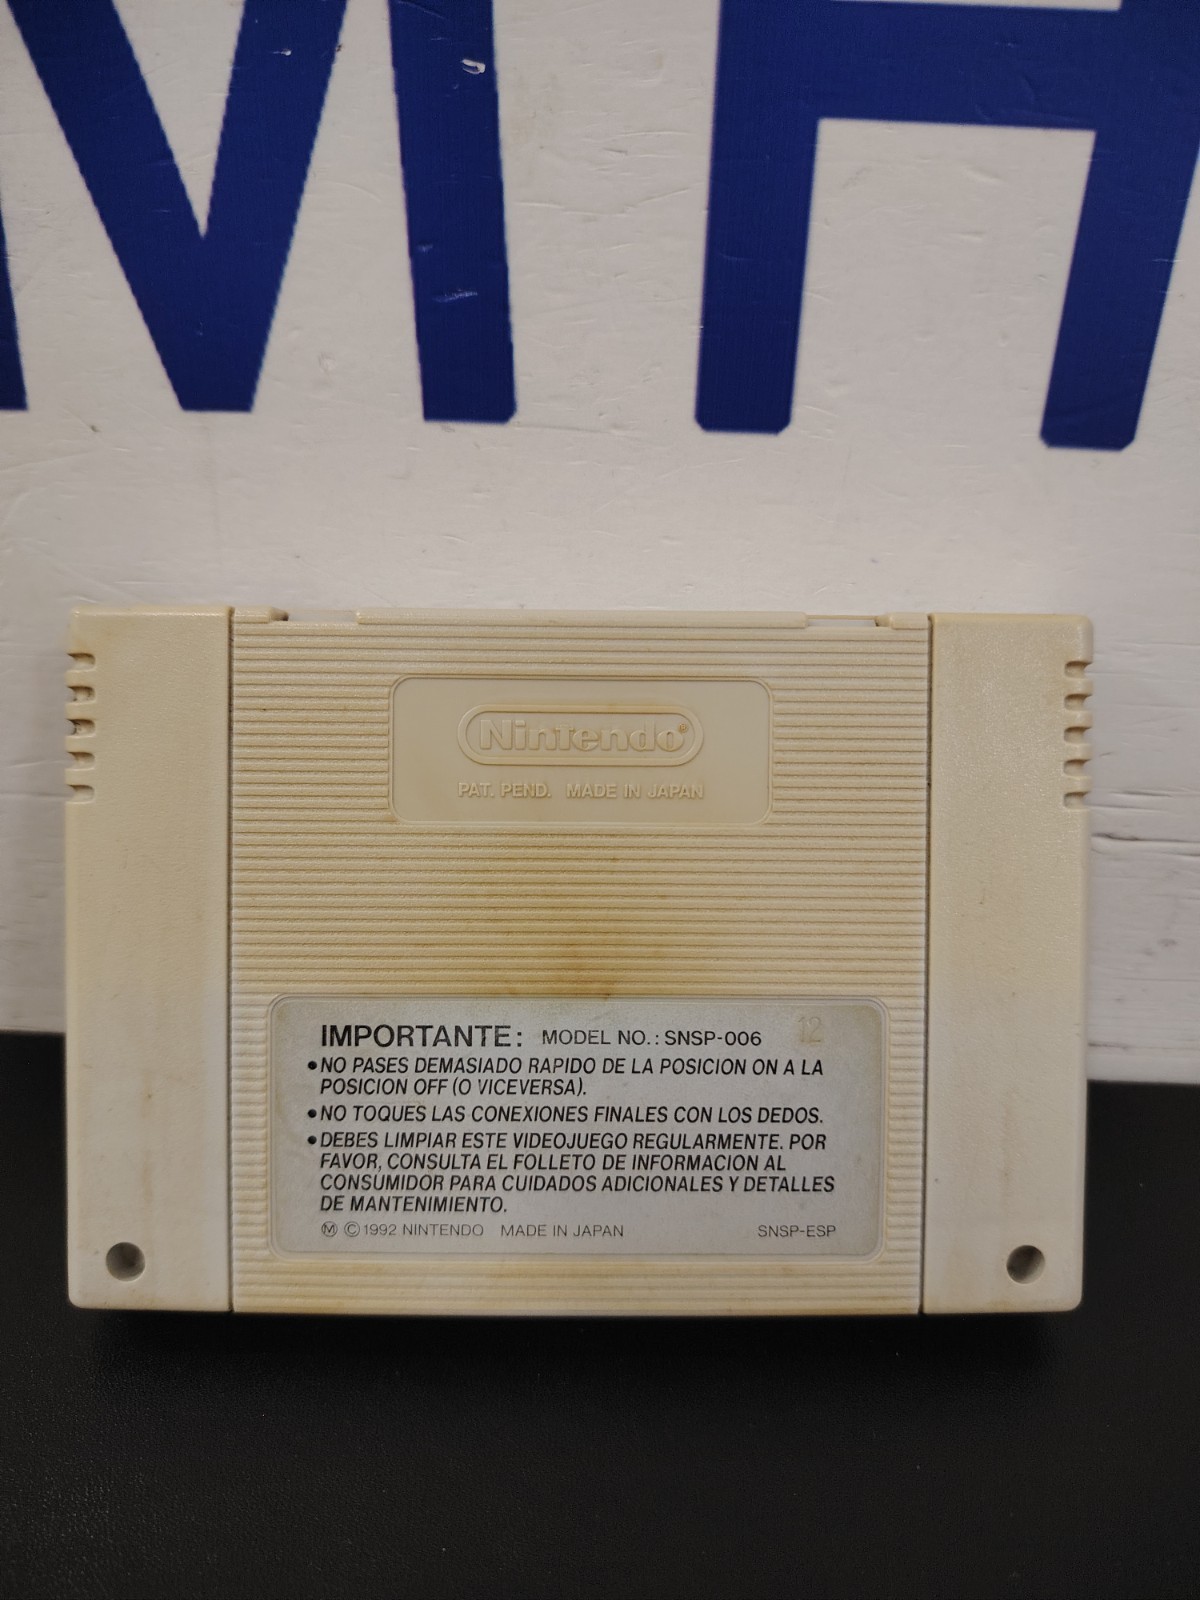 MA
Nintendo®
PAT. PEND. MADE IN JAPAN
IMPORTANTE: MODEL NO.: SNSP-006 12
•NO PASES DEMASIADO RAPIDO DE LA POSICION ON A LA
POSICION OFF (O VICEVERSA).
•NO TOQUES LAS CONEXIONES FINALES CON LOS DEDOS.
•DEBES LIMPIAR ESTE VIDEOJUEGO REGULARMENTE. POR
FAVOR, CONSULTA EL FOLLETO DE INFORMACION AL
CONSUMIDOR PARA CUIDADOS ADICIONALES Y DETALLES
DE MANTENIMIENTO.
Ⓜ © 1992 NINTENDO MADE IN JAPAN SNSP-ESP